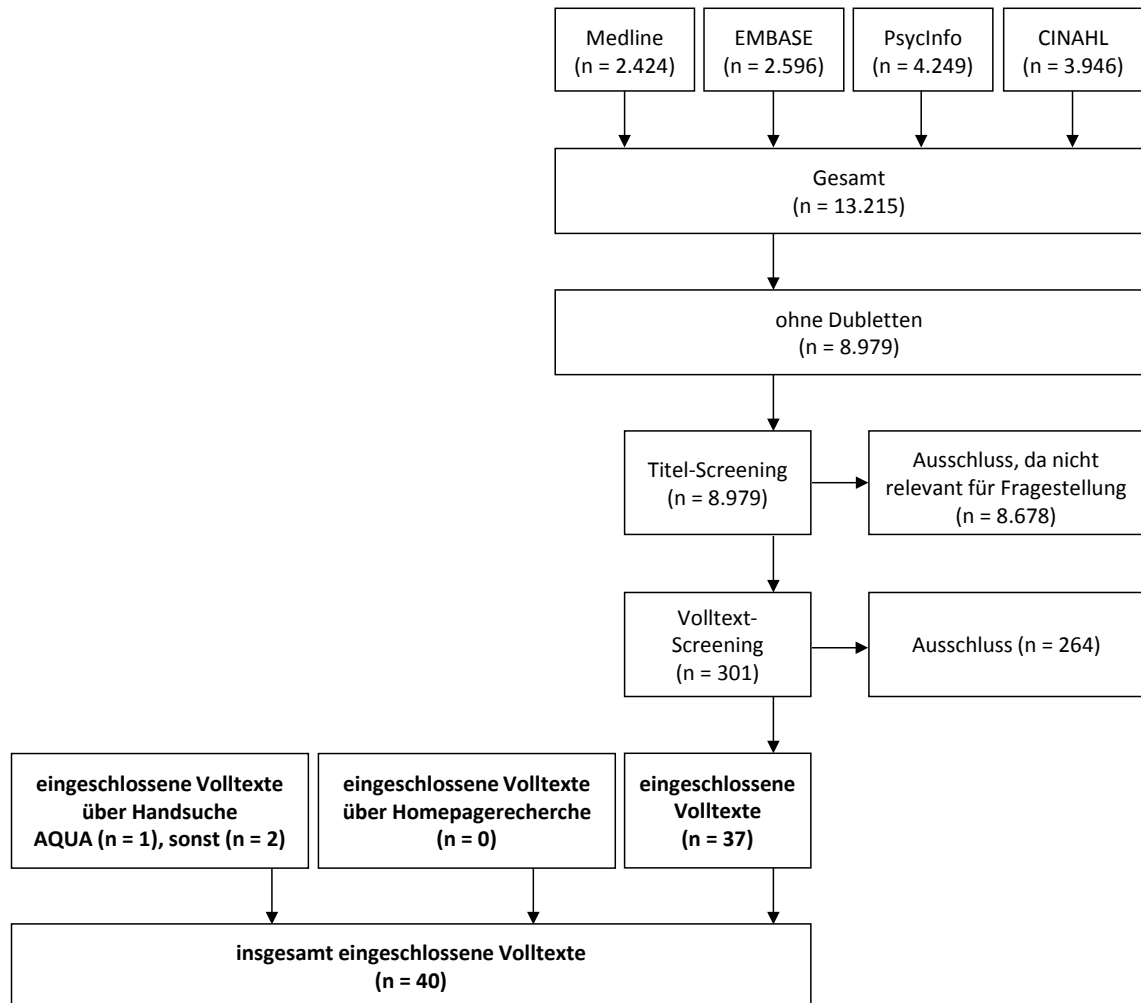 Medline
(n = 2.424)
EMBASE
(n = 2.596)
PsycInfo
(n = 4.249)
CINAHL
(n = 3.946)
Gesamt
(n = 13.215)
ohne Dubletten
(n = 8.979)
Titel-Screening
(n = 8.979)
Ausschluss, da nicht
relevant für Fragestellung
(n = 8.678)
Volltext-
Screening
(n = 301)
Ausschluss (n = 264)
eingeschlossene Volltexte
über Handsuche
AQUA (n = 1), sonst (n = 2)
eingeschlossene Volltexte
über Homepagerecherche
(n = 0)
eingeschlossene
Volltexte
(n = 37)
insgesamt eingeschlossene Volltexte
(n = 40)